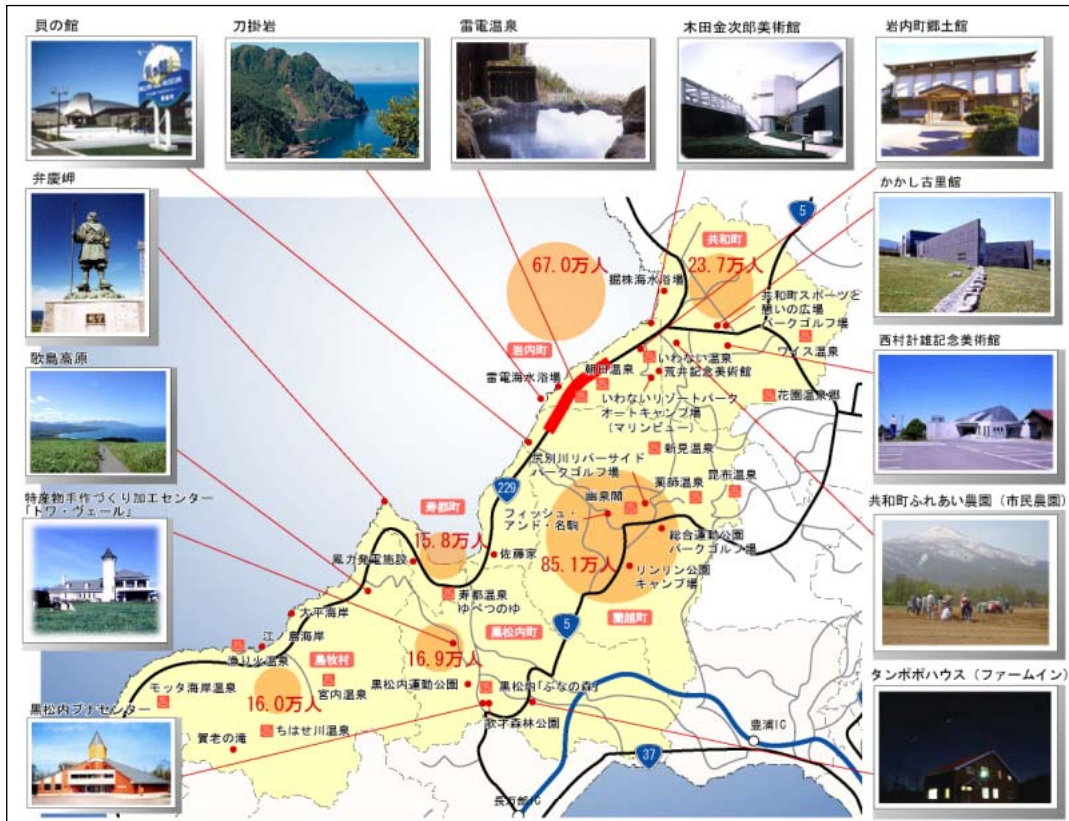 貝の館
刀掛岩
雷電温泉
木田金次郎美術館
岩内町郷土館
弁慶岬
かかし古里館
歌島高原
西村計雄記念美術館
特産物手作づくり加工センター
「トワ・ヴェール」
共和町ふれあい農園(市民農園)
黒松内ブナセンター
タンポポハウス(ファームイン)
5
共和町
67.0万人
23.7万人
掘株海水浴場
共和町スポーツと
憩いの広場
パークゴルフ場
岩内町
いわない温泉
ワイス温泉
朝日温泉
荒井記念美術館
雷電海水浴場
いわないリゾートパーク
オートキャンプ場
(マリンビュー)
花園温泉郷
尻別川リバーサイド
パークゴルフ場
新見温泉
昆布温泉
薬師温泉
幽泉閣
229
フィッシュ・
アンド・名駒
寿都町
15.8万人
総合運動公園
パークゴルフ場
風力発電施設
佐藤家
85.1万人
リンリン公園
キャンプ場
寿都温泉
ゆべつのゆ
太平海岸
蘭越町
黒松内町
5
江ノ島海岸
漁り火温泉
島牧村
16.9万人
宮内温泉
黒松内運動公園
黒松内「ぶなの森」
モッタ海岸温泉
16.0万人
歌才森林公園
ちはせ川温泉
賀老の滝
豊浦IC
37
長万部IC